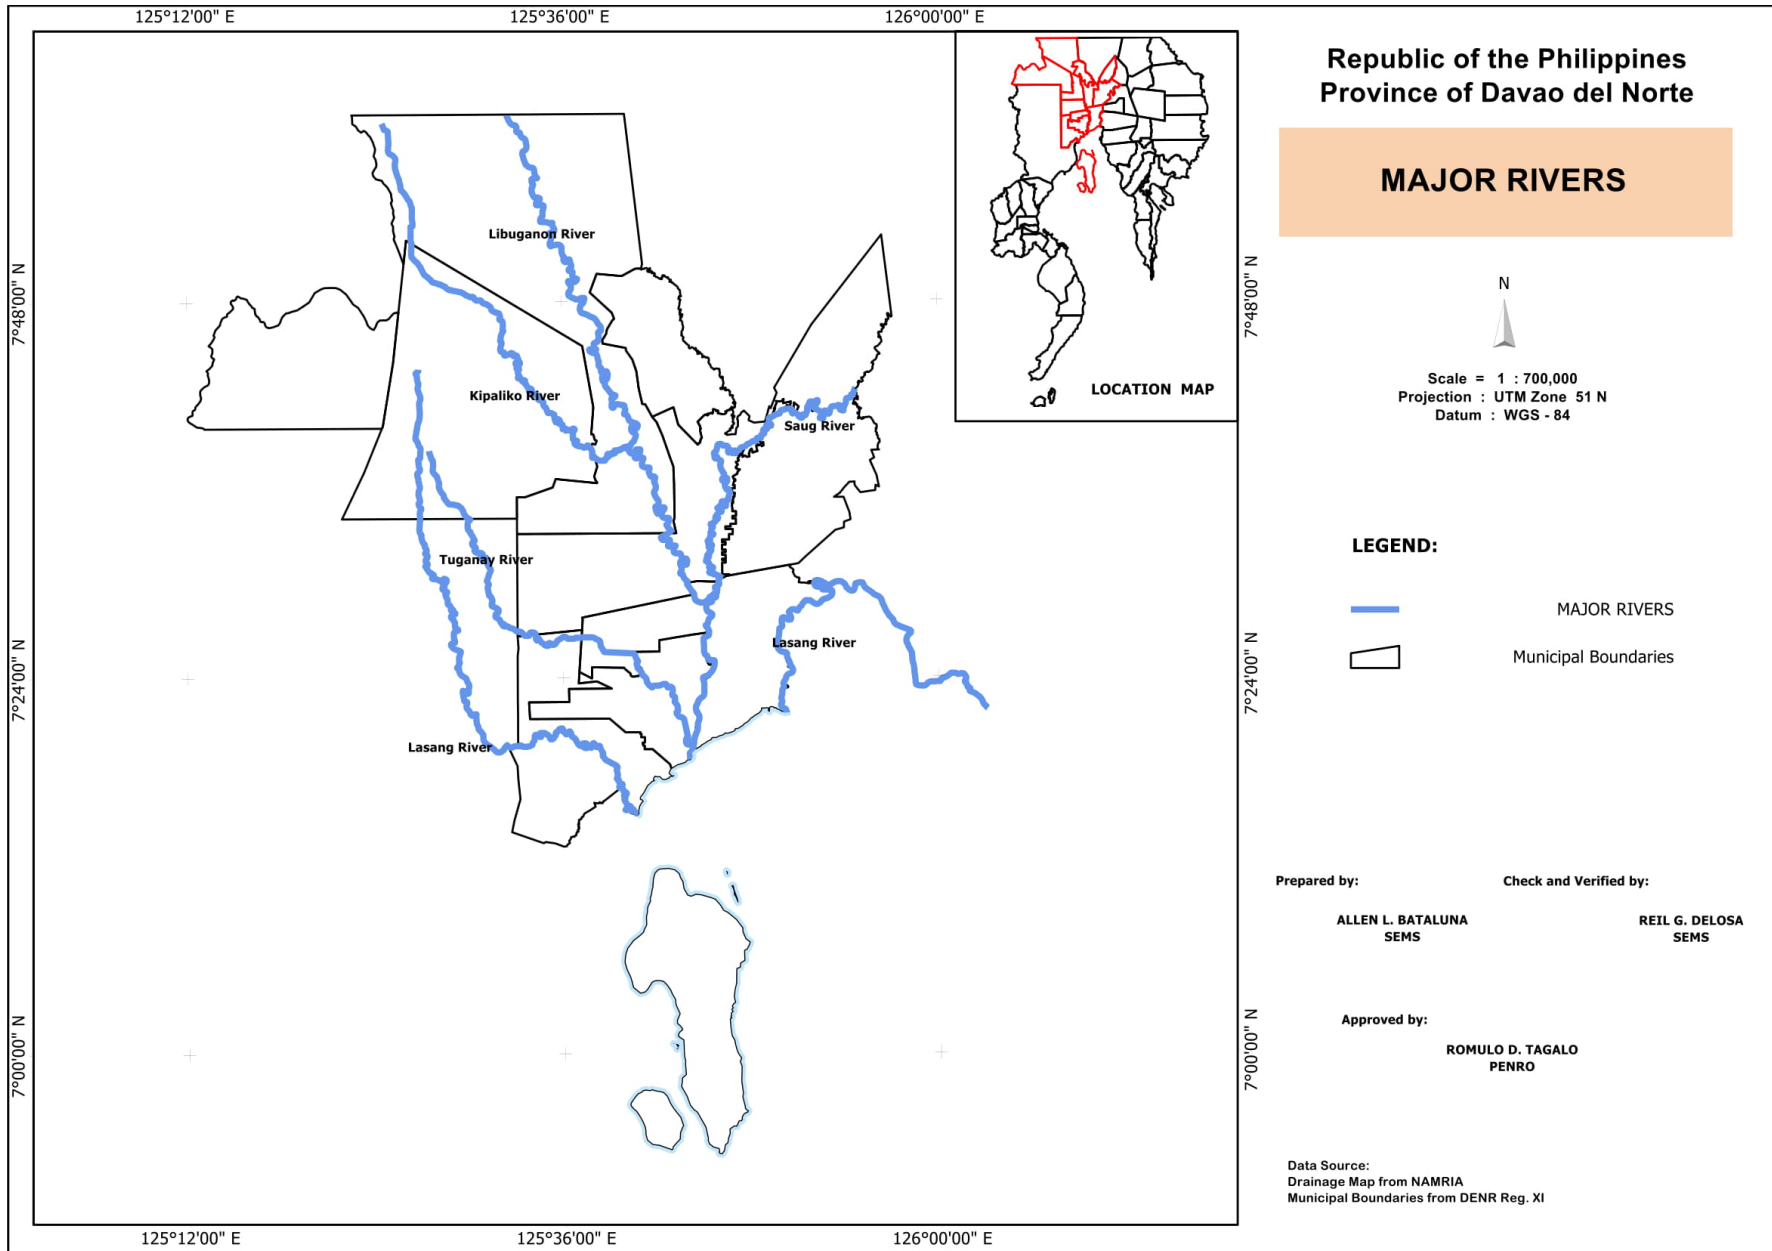 125°12'00" E
125°36'00" E
126°00'00" E
Republic of the Philippines
Province of Davao del Norte
MAJOR RIVERS
LOCATION MAP
N
Scale = 1 : 700,000
Projection : UTM Zone 51 N
Datum : WGS - 84
7°48'00" N
7°48'00" N
Libuganon River
Kipaliko River
Saug River
Tuganay River
Lasang River
Lasang River
LEGEND:
MAJOR RIVERS
Municipal Boundaries
7°24'00" N
7°24'00" N
Prepared by:
ALLEN L. BATALUNA
SEMS
Check and Verified by:
REIL G. DELOSA
SEMS
Approved by:
ROMULO D. TAGALO
PENRO
7°00'00" N
7°00'00" N
Data Source:
Drainage Map from NAMRIA
Municipal Boundaries from DENR Reg. XI
125°12'00" E
125°36'00" E
126°00'00" E